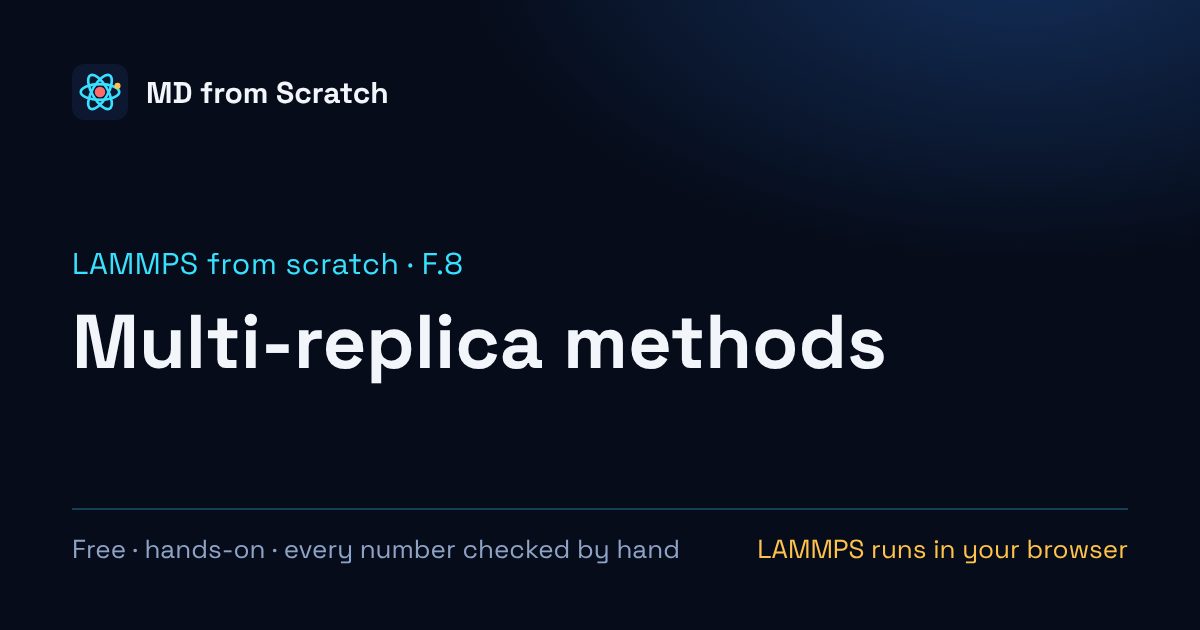 MD from Scratch
LAMMPS from scratch · F.8
Multi-replica methods
Free · hands-on · every number checked by hand
LAMMPS runs in your browser